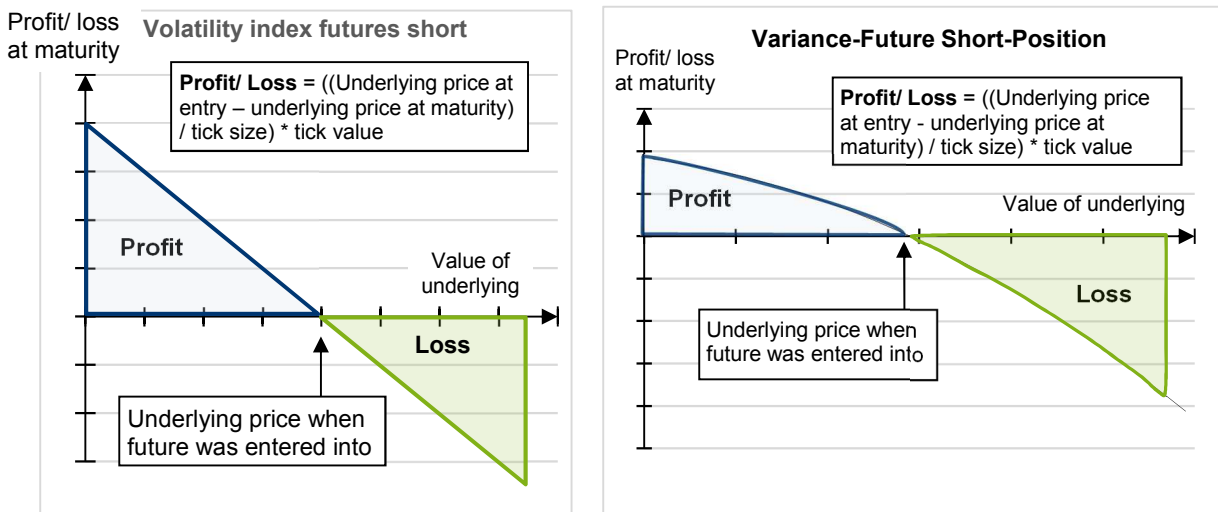 Profit/ loss
at maturity
Volatility index futures short
Profit/ Loss = ((Underlying price at
entry – underlying price at maturity)
/ tick size) * tick value
Profit
Value of
underlying
Loss
Underlying price when
future was entered into
Variance-Future Short-Position
Profit/ loss
at maturity
Profit/ Loss = ((Underlying price
at entry - underlying price at
maturity) / tick size) * tick value
Profit
Value of underlying
Loss
Underlying price when
future was entered into